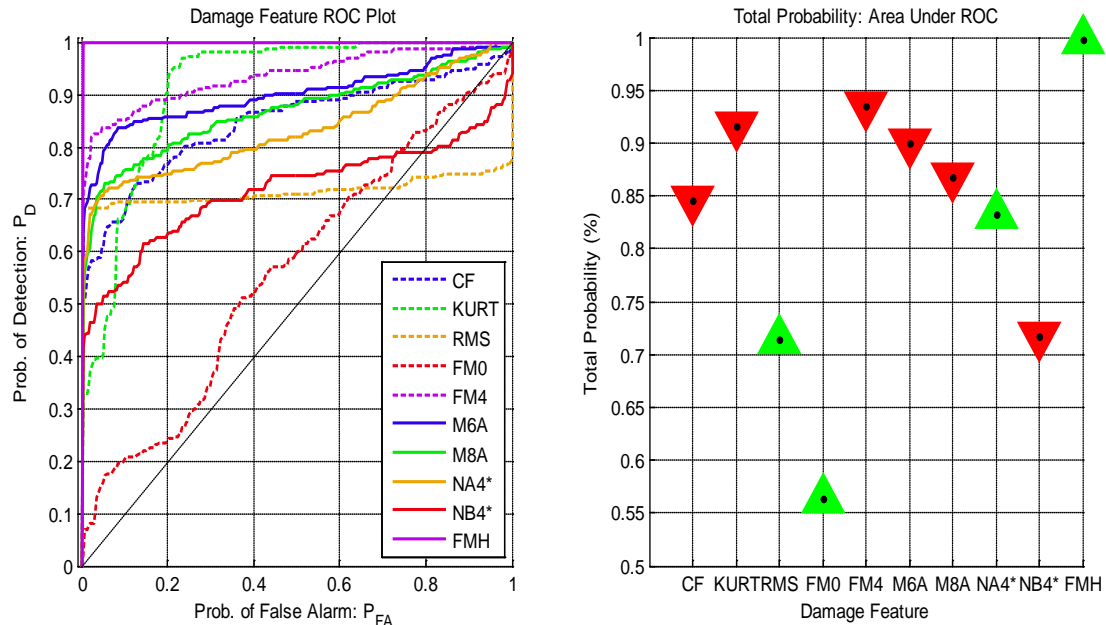 Damage Feature ROC Plot
Prob. of Detection: P_D
1
0.9
0.8
0.7
0.6
0.5
0.4
0.3
0.2
0.1
0
0 0.2 0.4 0.6 0.8 1
Prob. of False Alarm: P_FA
CF
KURT
RMS
FM0
FM4
M6A
M8A
NA4*
NB4*
FMH
Total Probability: Area Under ROC
Total Probability (%)
1
0.95
0.9
0.85
0.8
0.75
0.7
0.65
0.6
0.55
0.5
CF KURT RMS FM0 FM4 M6A M8A NA4* NB4* FMH
Damage Feature